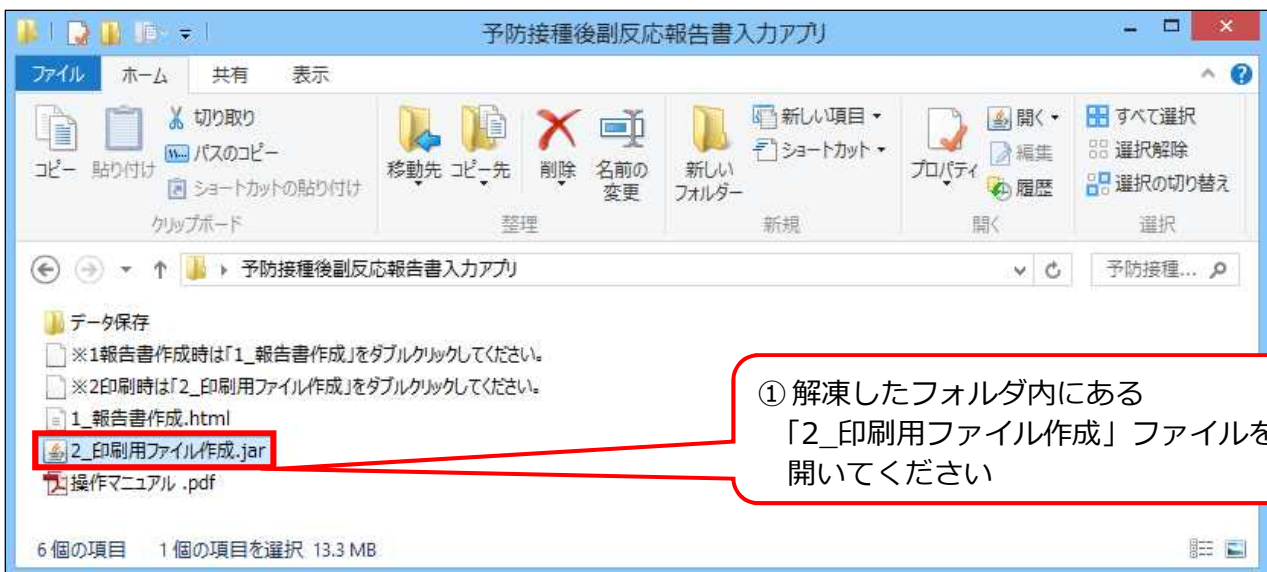 予防接種後副反応報告書入力アプリ
ファイル ホーム 共有 表示
コピー
貼り付け
切り取り
パスのコピー
ショートカットの貼り付け
クリップボード
移動先
コピー先
削除
名前の
変更
整理
新しい
フォルダー
新しい項目
ショートカット
新規
プロパティ
開く
編集
履歴
開く
すべて選択
選択解除
選択の切り替え
選択
予防接種後副反応報告書入力アプリ
予防接種...
データ保存
※1報告書作成時は「1_報告書作成」をダブルクリックしてください。
※2印刷時は「2_印刷用ファイル作成」をダブルクリックしてください。
1_報告書作成.html
2_印刷用ファイル作成.jar
操作マニュアル .pdf
①解凍したフォルダ内にある
「2_印刷用ファイル作成」ファイルを
開いてください
6 個の項目 1 個の項目を選択 13.3 MB